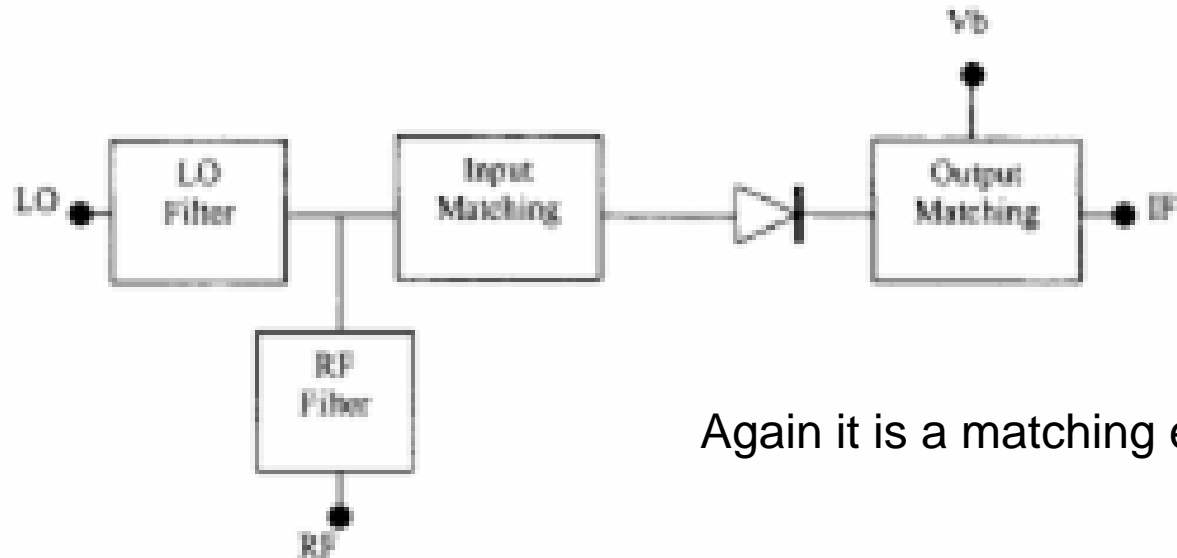 Vb
LO
LO
Filter
Input
Matching
Output
Matching
IF
RF
Filter
RF
Again it is a matching e